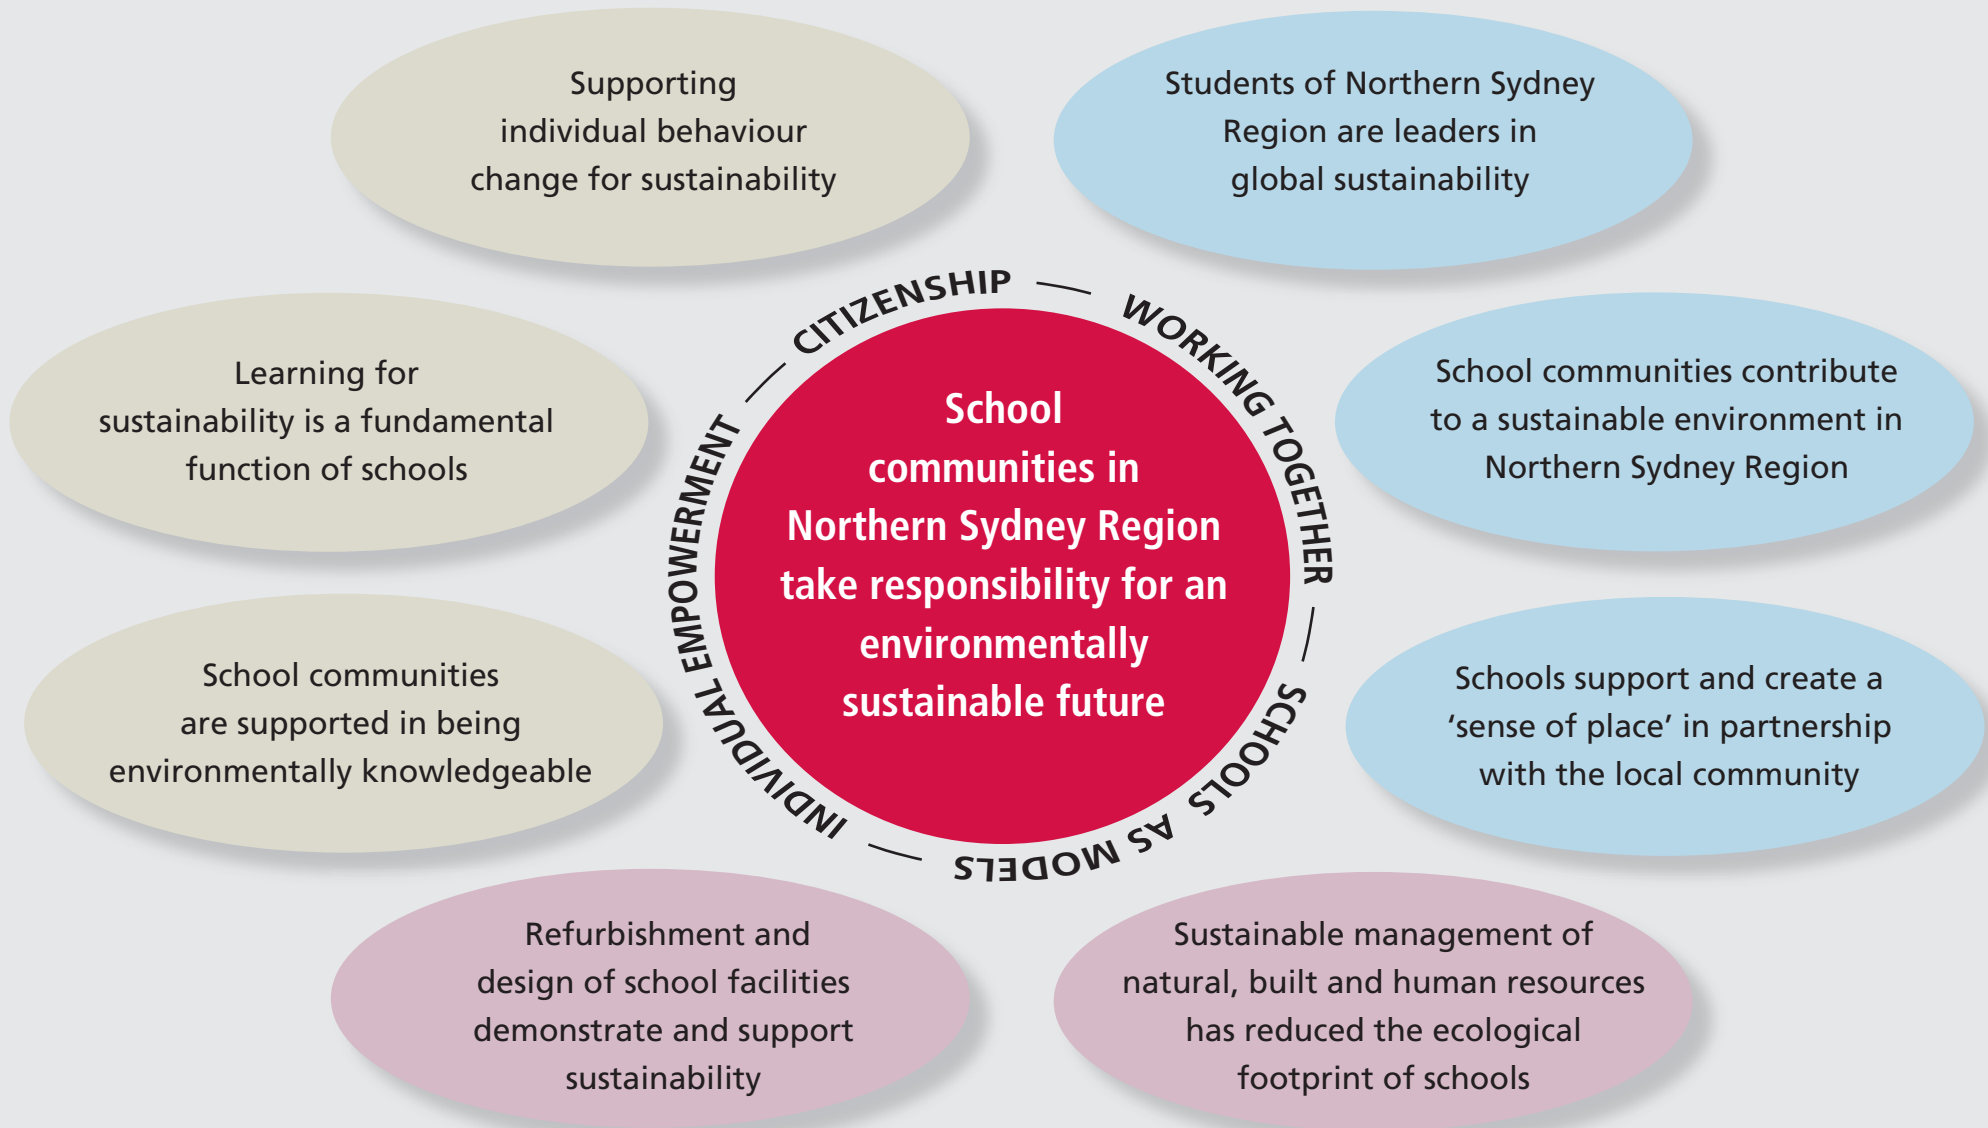 Supporting
individual behaviour
change for sustainability
Students of Northern Sydney
Region are leaders in
global sustainability
Learning for
sustainability is a fundamental
function of schools
School communities contribute
to a sustainable environment in
Northern Sydney Region
School communities
are supported in being
environmentally knowledgeable
Schools support and create a
‘sense of place’ in partnership
with the local community
Refurbishment and
design of school facilities
demonstrate and support
sustainability
Sustainable management of
natural, built and human resources
has reduced the ecological
footprint of schools
CITIZENSHIP — WORKING TOGETHER — SCHOOLS AS MODELS — INDIVIDUAL EMPOWERMENT —
School
communities in
Northern Sydney Region
take responsibility for an
environmentally
sustainable future